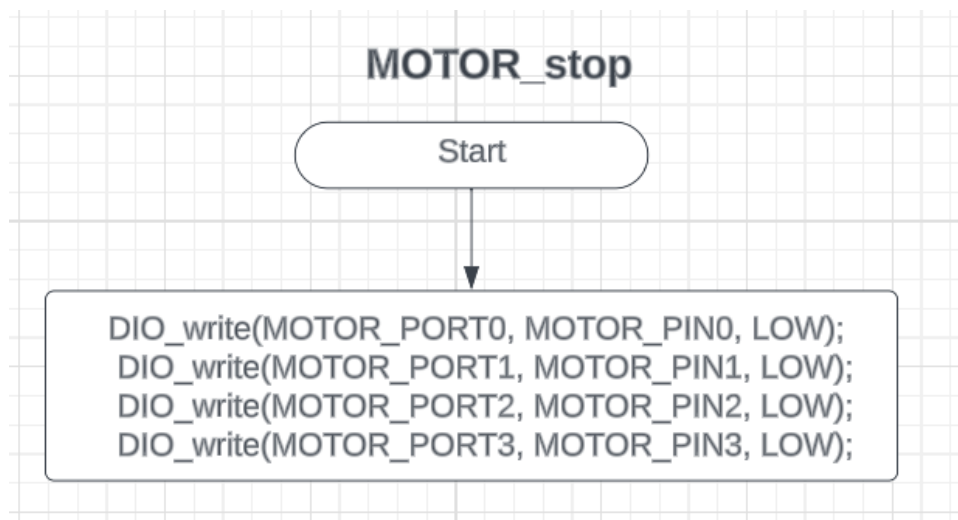 MOTOR_stop
Start
DIO_write(MOTOR_PORT0, MOTOR_PIN0, LOW);
DIO_write(MOTOR_PORT1, MOTOR_PIN1, LOW);
DIO_write(MOTOR_PORT2, MOTOR_PIN2, LOW);
DIO_write(MOTOR_PORT3, MOTOR_PIN3, LOW);